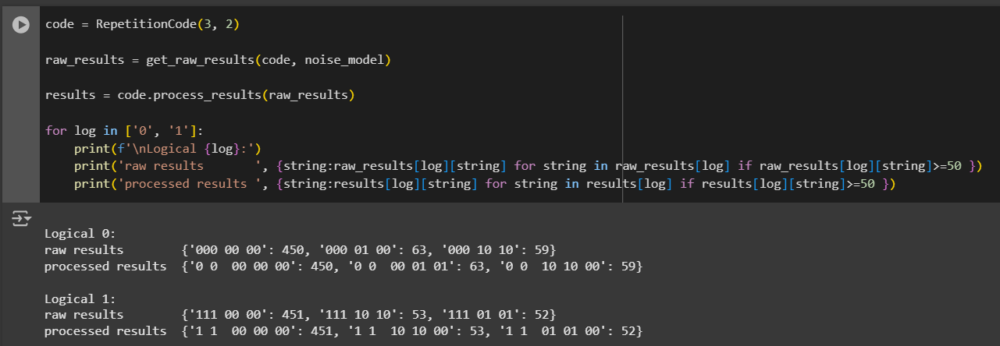 code = RepetitionCode(3, 2)
raw_results = get_raw_results(code, noise_model)
results = code.process_results(raw_results)
for log in ['0', '1']:
    print(f'\nLogical {log}:')
    print('raw results       ', {string:raw_results[log][string] for string in raw_results[log] if raw_results[log][string]>=50 })
    print('processed results ', {string:results[log][string] for string in results[log] if results[log][string]>=50 })
Logical 0:
raw results        {'000 00 00': 450, '000 01 00': 63, '000 10 10': 59}
processed results  {'0 0  00 00 00': 450, '0 0  00 01 01': 63, '0 0  10 10 00': 59}
Logical 1:
raw results        {'111 00 00': 451, '111 10 10': 53, '111 01 01': 52}
processed results  {'1 1  00 00 00': 451, '1 1  10 10 00': 53, '1 1  01 01 00': 52}